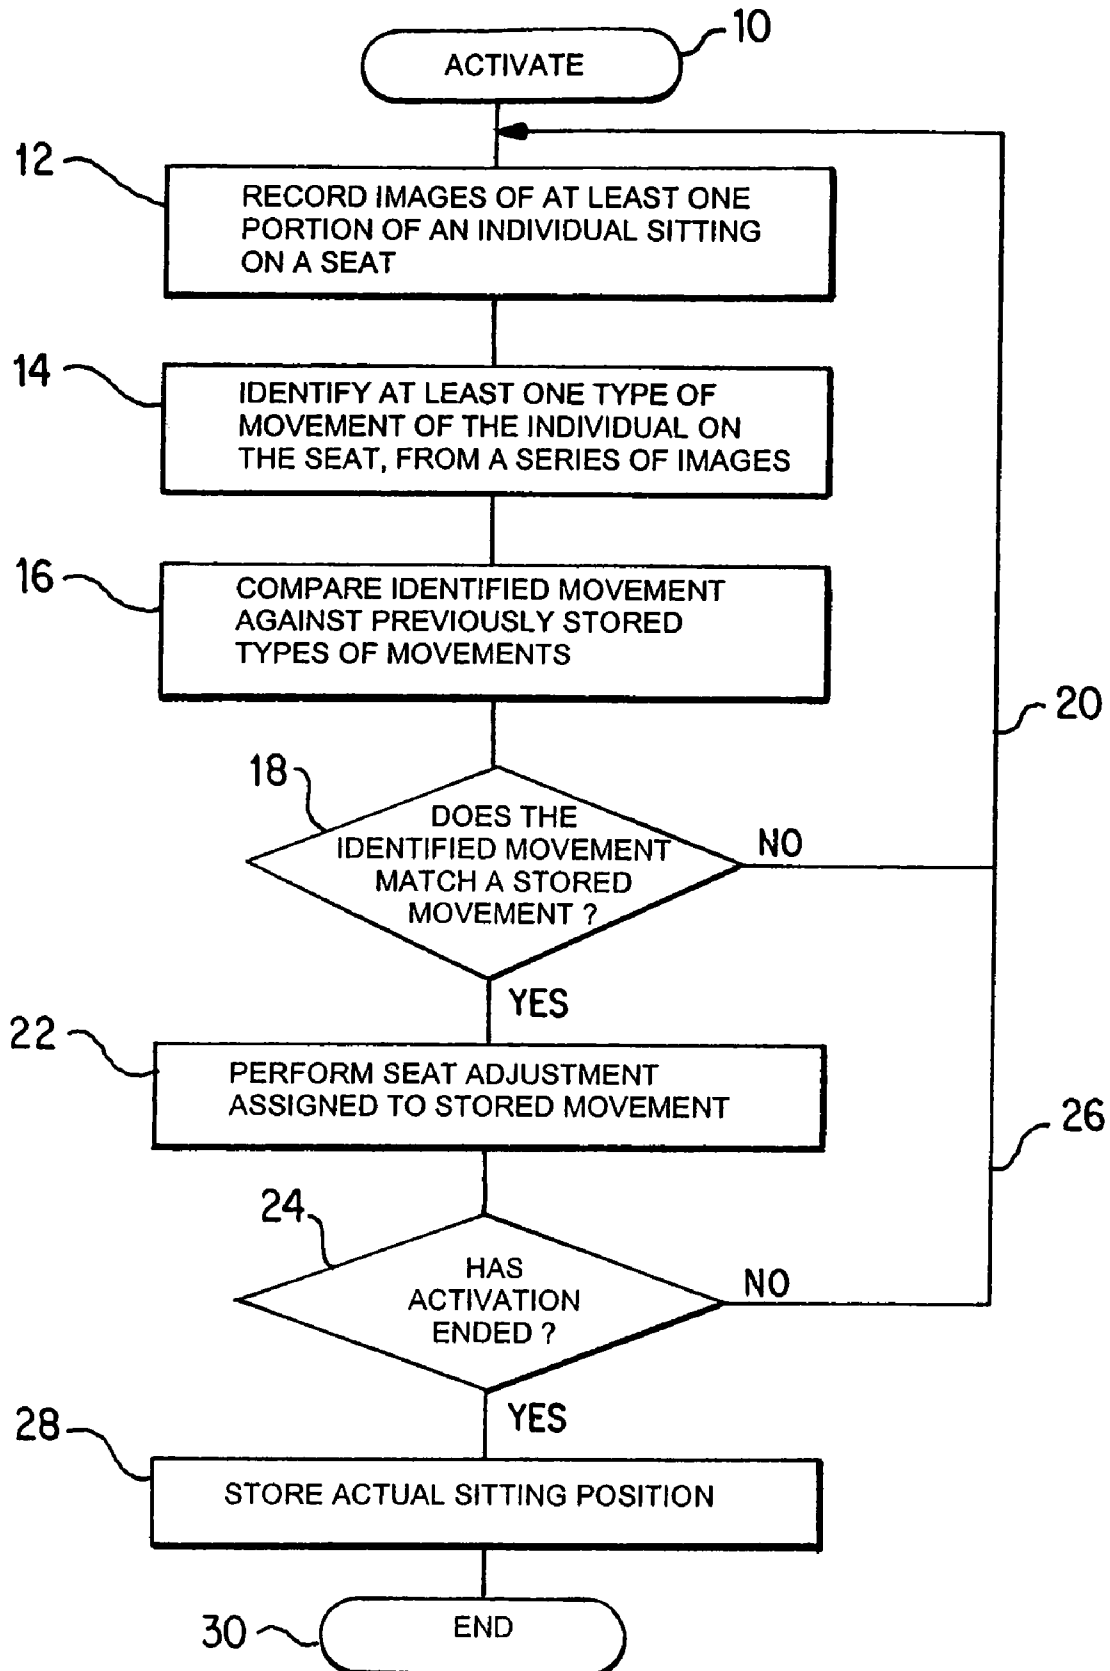 10
ACTIVATE
12
RECORD IMAGES OF AT LEAST ONE
PORTION OF AN INDIVIDUAL SITTING
ON A SEAT
14
IDENTIFY AT LEAST ONE TYPE OF
MOVEMENT OF THE INDIVIDUAL ON
THE SEAT, FROM A SERIES OF IMAGES
16
COMPARE IDENTIFIED MOVEMENT
AGAINST PREVIOUSLY STORED
TYPES OF MOVEMENTS
20
18
DOES THE
IDENTIFIED MOVEMENT
MATCH A STORED
MOVEMENT ?
NO
YES
22
PERFORM SEAT ADJUSTMENT
ASSIGNED TO STORED MOVEMENT
26
24
HAS
ACTIVATION
ENDED ?
NO
YES
28
STORE ACTUAL SITTING POSITION
30
END